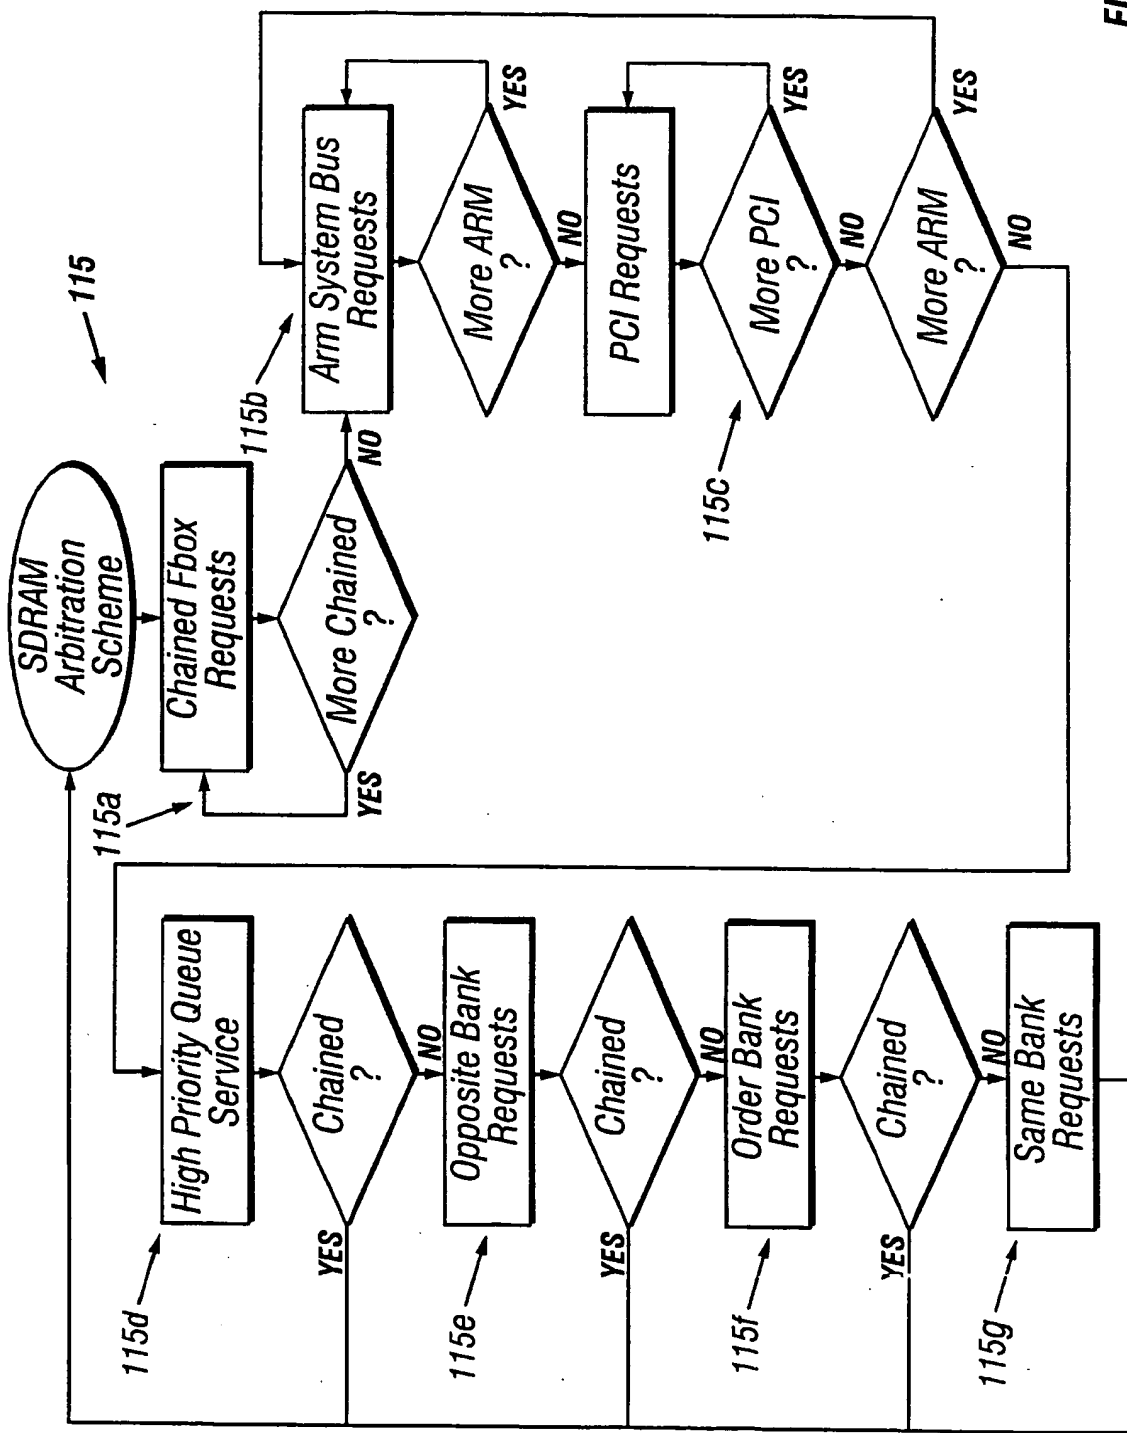 115
SDRAM
Arbitration
Scheme
115a
Chained Fbox
Requests
More Chained
?
YES
NO
115b
Arm System Bus
Requests
More ARM
?
YES
NO
PCI Requests
115c
More PCI
?
YES
NO
More ARM
?
YES
NO
115d
High Priority Queue
Service
Chained
?
YES
NO
115e
Opposite Bank
Requests
Chained
?
YES
NO
115f
Order Bank
Requests
Chained
?
YES
NO
115g
Same Bank
Requests